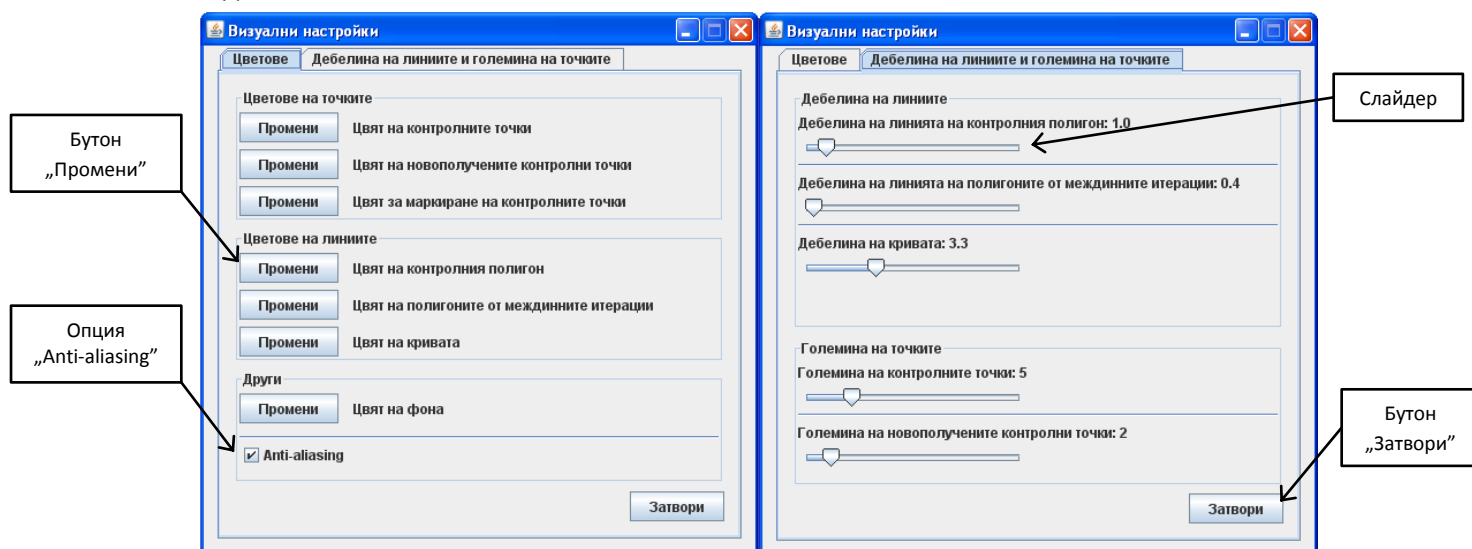 Визуални настройки
Цветове
Дебелина на линиите и големина на точките
Цветове на точките
Промени
Цвят на контролните точки
Промени
Цвят на новополучените контролни точки
Промени
Цвят за маркиране на контролните точки
Цветове на линиите
Промени
Цвят на контролния полигон
Промени
Цвят на полигоните от междинните итерации
Промени
Цвят на кривата
Други
Промени
Цвят на фона
Anti-aliasing
Затвори
Бутон
„Промени”
Опция
„Anti-aliasing”
Визуални настройки
Цветове
Дебелина на линиите и големина на точките
Дебелина на линиите
Дебелина на линията на контролния полигон: 1.0
Дебелина на линията на полигоните от междинните итерации: 0.4
Дебелина на кривата: 3.3
Големина на точките
Големина на контролните точки: 5
Големина на новополучените контролни точки: 2
Затвори
Слайдер
Бутон
„Затвори”